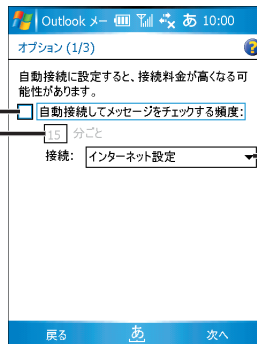 Outlook メー あ 10:00
オプション (1/3) ?
自動接続に設定すると、接続料金が高くなる可
能性があります。
自動接続してメッセージをチェックする頻度:
15 分ごと
接続: インターネット設定
戻る あ 次へ